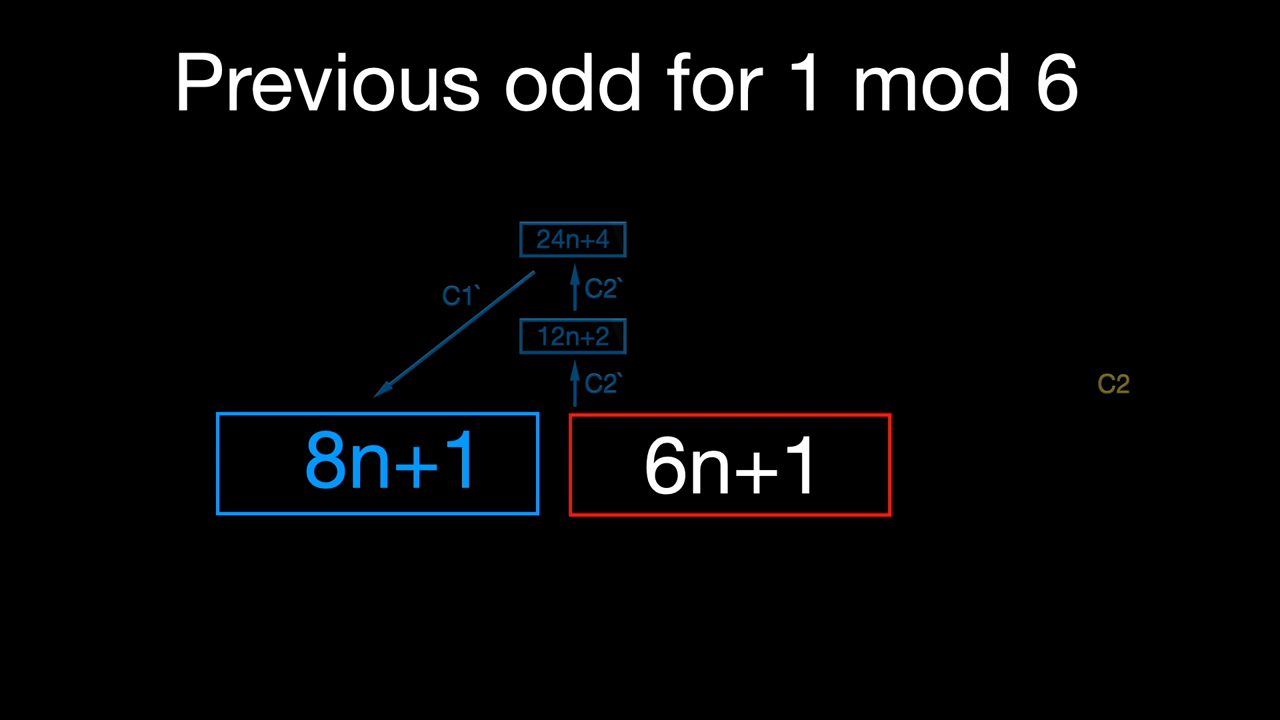 Previous odd for 1 mod 6
24n+4
C1`
C2`
12n+2
C2`
C2
8n+1
6n+1